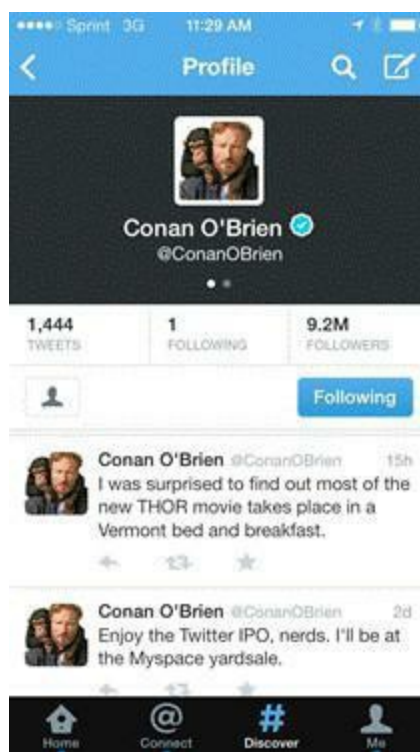 Sprint 3G 11:29 AM
Profile
Conan O'Brien
@ConanOBrien
1,444 1 9.2M
TWEETS FOLLOWING FOLLOWERS
Following
Conan O'Brien @ConanOBrien 15h
I was surprised to find out most of the
new THOR movie takes place in a
Vermont bed and breakfast.
Conan O'Brien @ConanOBrien 2d
Enjoy the Twitter IPO, nerds. I'll be at
the Myspace yardsale.
Home Connect Discover Me